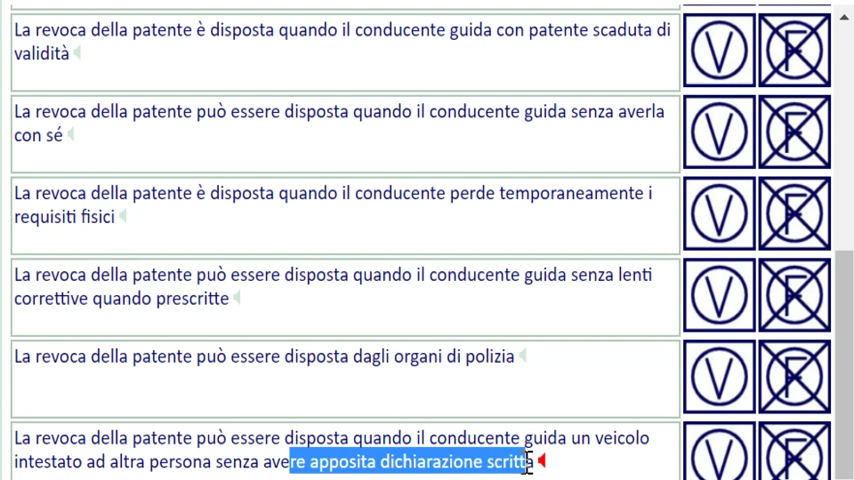 La revoca della patente è disposta quando il conducente guida con patente scaduta di
validità
V F
La revoca della patente può essere disposta quando il conducente guida senza averla
con sé
V F
La revoca della patente è disposta quando il conducente perde temporaneamente i
requisiti fisici
V F
La revoca della patente può essere disposta quando il conducente guida senza lenti
correttive quando prescritte
V F
La revoca della patente può essere disposta dagli organi di polizia
V F
La revoca della patente può essere disposta quando il conducente guida un veicolo
intestato ad altra persona senza avere apposita dichiarazione scritta
V F